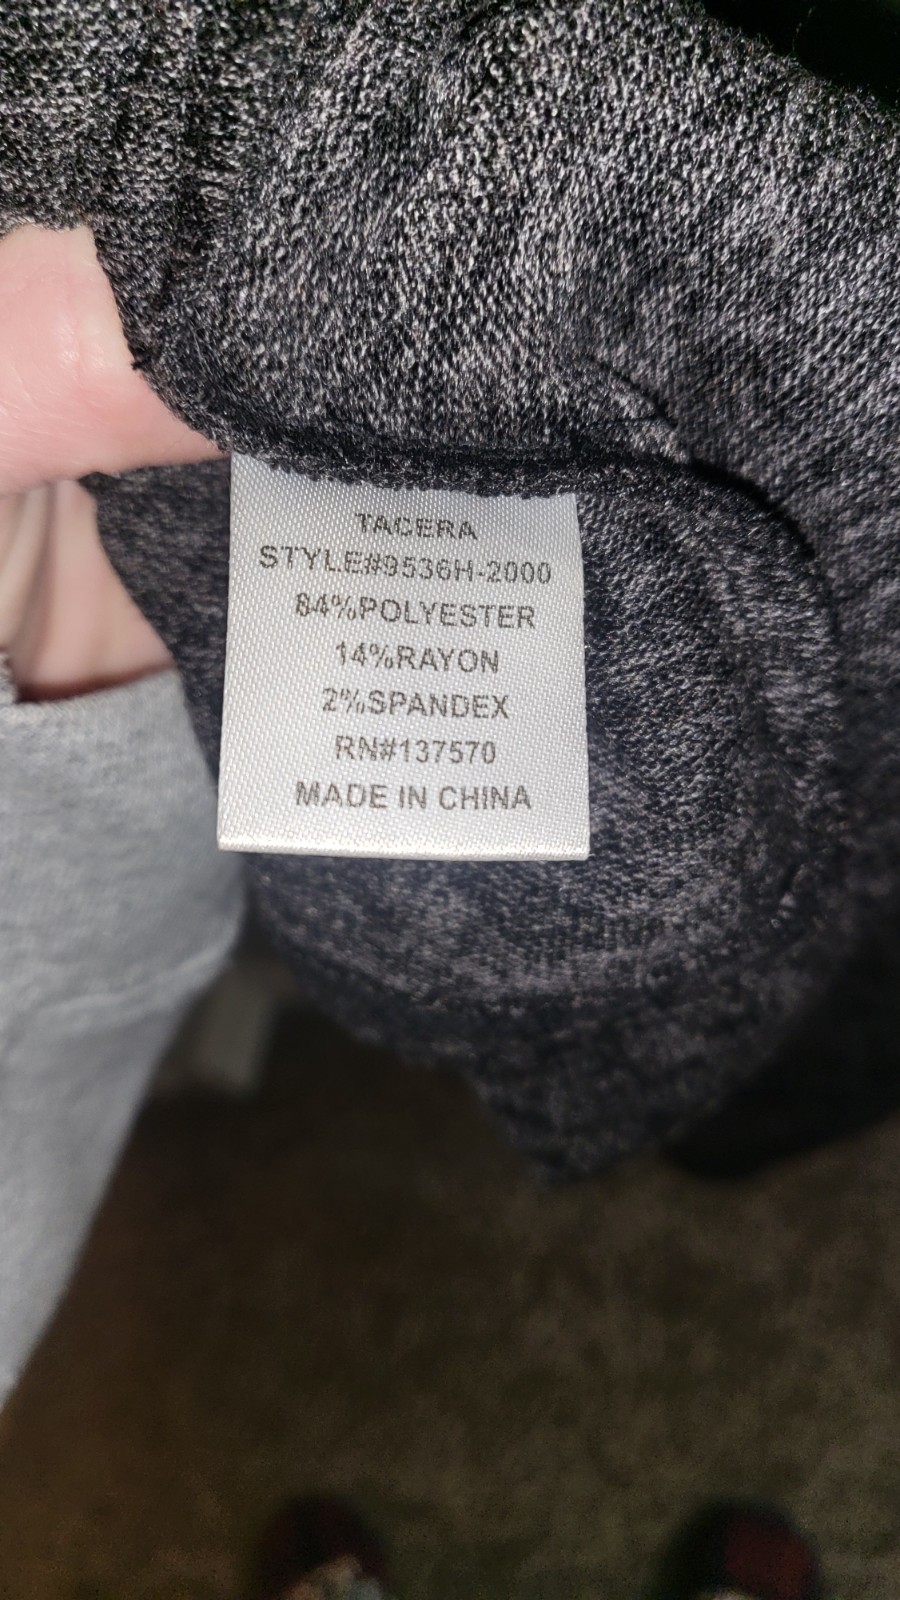 TACERA
STYLE#9536H-2000
84%POLYESTER
14%RAYON
2%SPANDEX
RN#137570
MADE IN CHINA